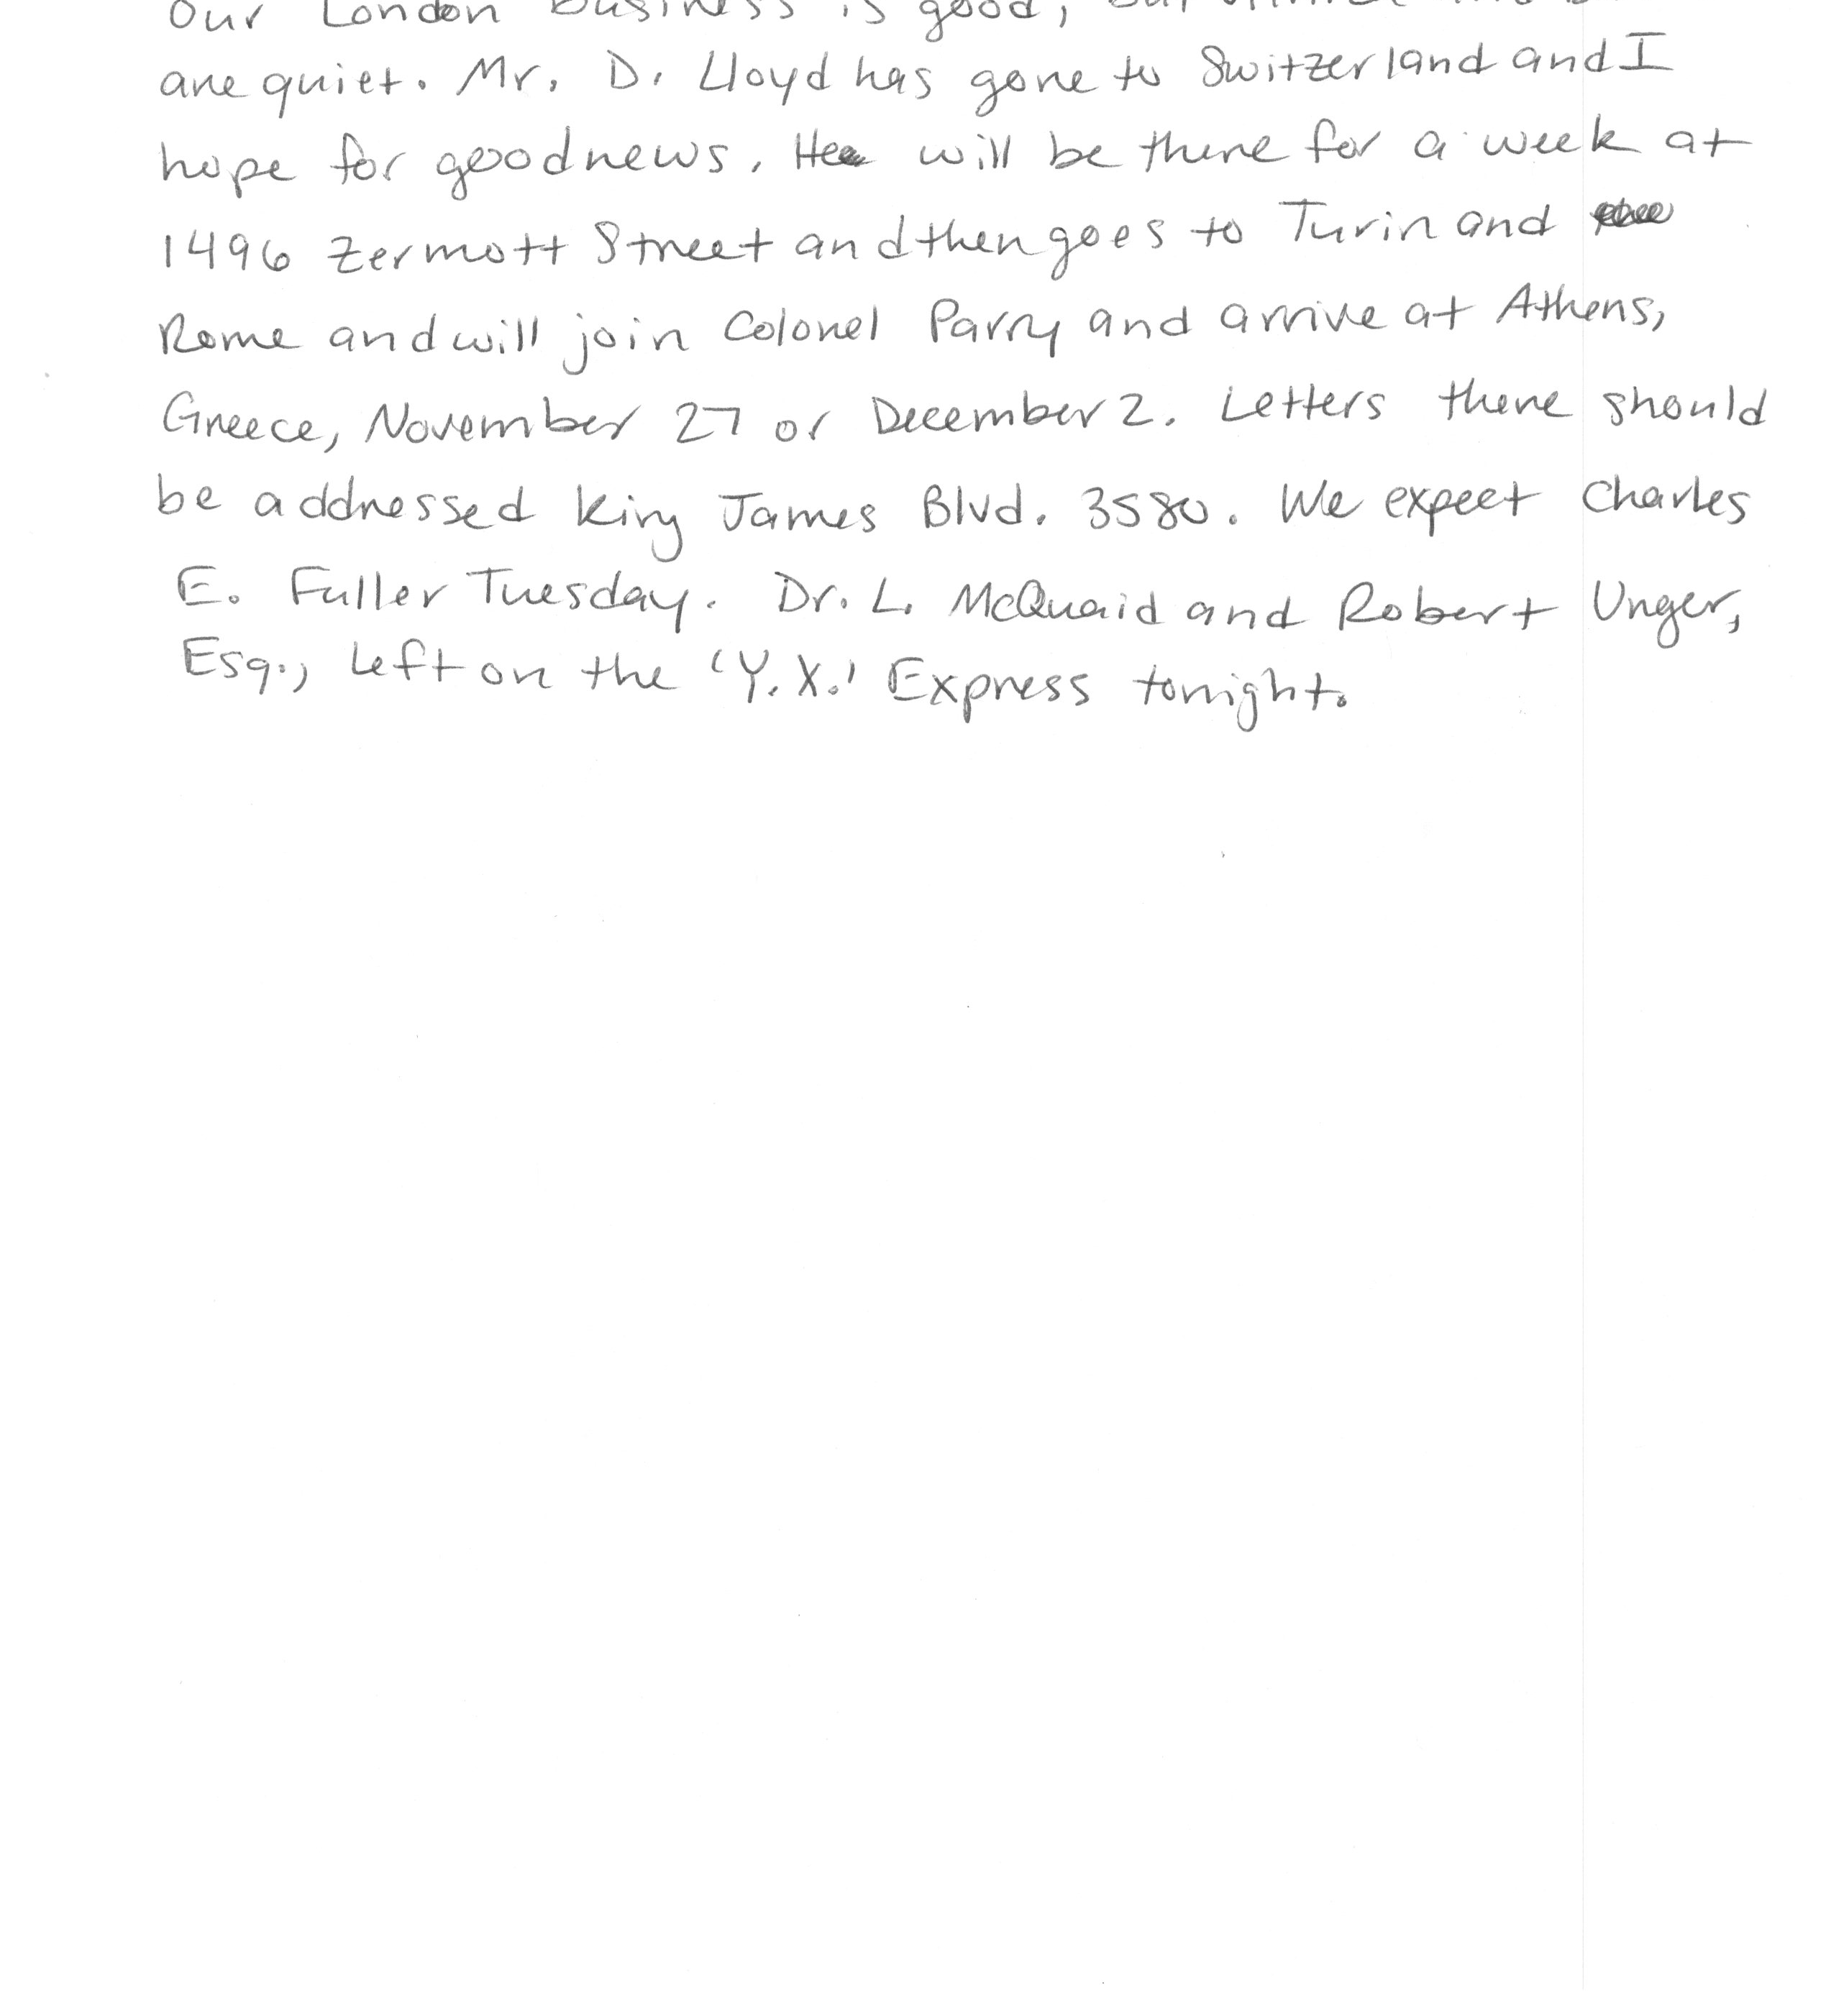 Our London business is good, but
are quiet. Mr. D. Lloyd has gone to Switzerland and I
hope for good news. He will be there for a week at
1496 Zermott Street and then goes to Turin and
Rome and will join Colonel Parry and arrive at Athens,
Greece, November 27 or December 2. Letters there should
be addressed King James Blvd. 3580. We expect Charles
E. Fuller Tuesday. Dr. L. McQuaid and Robert Unger,
Esq., Left on the 'Y.X.' Express tonight.